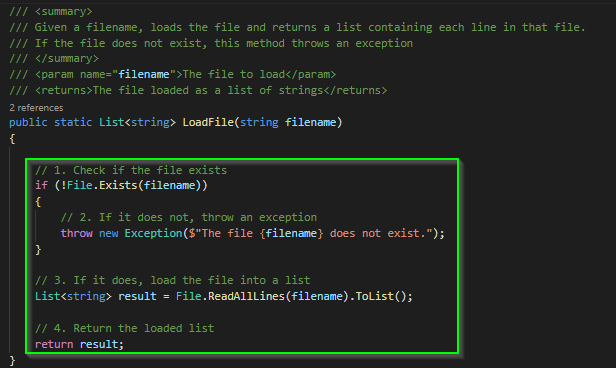 /// <summary>
/// Given a filename, loads the file and returns a list containing each line in that file.
/// If the file does not exist, this method throws an exception
/// </summary>
/// <param name="filename">The file to load</param>
/// <returns>The file loaded as a list of strings</returns>
2 references
public static List<string> LoadFile(string filename)
{
// 1. Check if the file exists
if (!File.Exists(filename))
{
// 2. If it does not, throw an exception
throw new Exception($"The file {filename} does not exist.");
}
// 3. If it does, load the file into a list
List<string> result = File.ReadAllLines(filename).ToList();
// 4. Return the loaded list
return result;
}